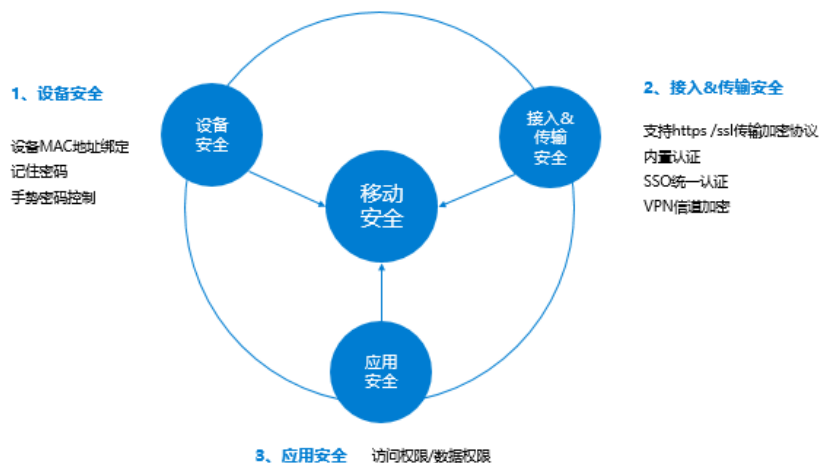 1、设备安全
设备MAC地址绑定
记住密码
手势密码控制
设备
安全
接入&
传输
安全
移动
安全
应用
安全
2、接入&传输安全
支持https /ssl传输加密协议
内置认证
SSO统一认证
VPN信道加密
3、应用安全 访问权限/数据权限